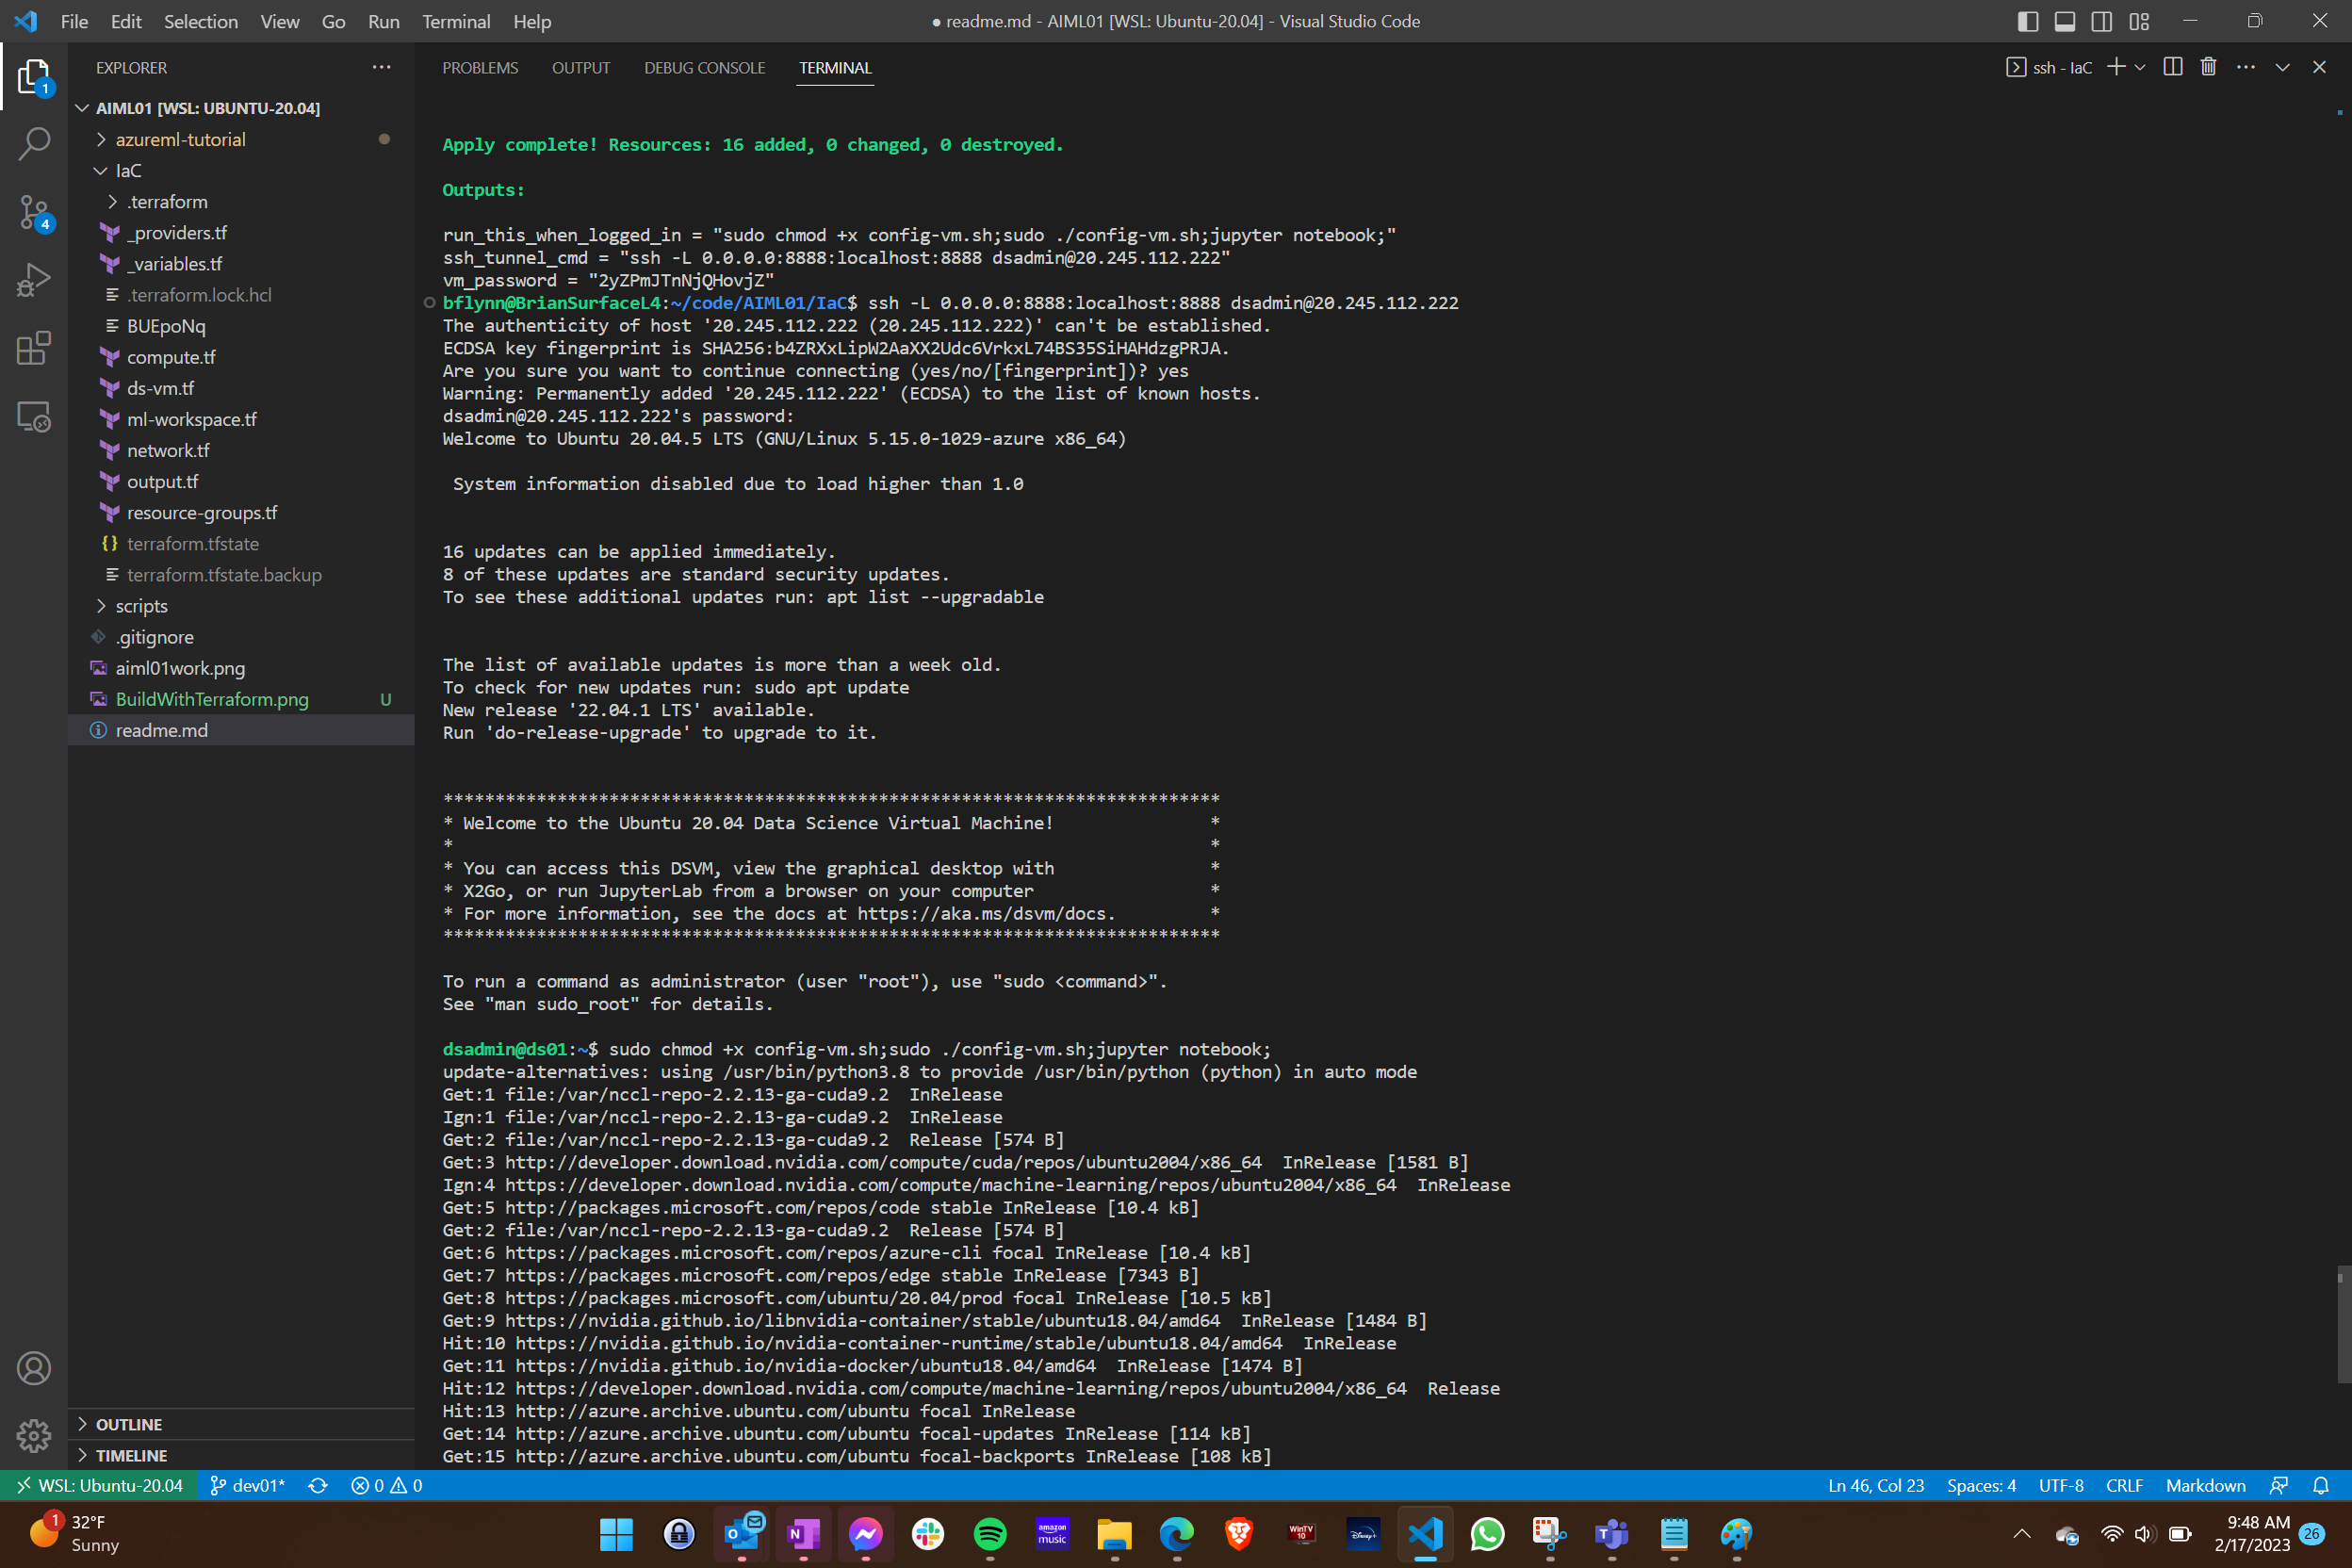 File Edit Selection View Go Run Terminal Help
● readme.md - AIML01 [WSL: Ubuntu-20.04] - Visual Studio Code
EXPLORER
AIML01 [WSL: UBUNTU-20.04]
azureml-tutorial
IaC
.terraform
_providers.tf
_variables.tf
.terraform.lock.hcl
BUEpoNq
compute.tf
ds-vm.tf
ml-workspace.tf
network.tf
output.tf
resource-groups.tf
terraform.tfstate
terraform.tfstate.backup
scripts
.gitignore
aiml01work.png
BuildWithTerraform.png U
readme.md
OUTLINE
TIMELINE
1
4
PROBLEMS OUTPUT DEBUG CONSOLE TERMINAL
ssh - IaC
Apply complete! Resources: 16 added, 0 changed, 0 destroyed.
Outputs:
run_this_when_logged_in = "sudo chmod +x config-vm.sh;sudo ./config-vm.sh;jupyter notebook;"
ssh_tunnel_cmd = "ssh -L 0.0.0.0:8888:localhost:8888 dsadmin@20.245.112.222"
vm_password = "2yZPmJTnNjQHovjZ"
bflynn@BrianSurfaceL4:~/code/AIML01/IaC$ ssh -L 0.0.0.0:8888:localhost:8888 dsadmin@20.245.112.222
The authenticity of host '20.245.112.222 (20.245.112.222)' can't be established.
ECDSA key fingerprint is SHA256:b4ZRXxLipW2AaXX2Udc6VrkxL74BS35SiHAHdzgPRJA.
Are you sure you want to continue connecting (yes/no/[fingerprint])? yes
Warning: Permanently added '20.245.112.222' (ECDSA) to the list of known hosts.
dsadmin@20.245.112.222's password:
Welcome to Ubuntu 20.04.5 LTS (GNU/Linux 5.15.0-1029-azure x86_64)
System information disabled due to load higher than 1.0
16 updates can be applied immediately.
8 of these updates are standard security updates.
To see these additional updates run: apt list --upgradable
The list of available updates is more than a week old.
To check for new updates run: sudo apt update
New release '22.04.1 LTS' available.
Run 'do-release-upgrade' to upgrade to it.
***************************************************************************
* Welcome to the Ubuntu 20.04 Data Science Virtual Machine! *
* *
* You can access this DSVM, view the graphical desktop with *
* X2Go, or run JupyterLab from a browser on your computer *
* For more information, see the docs at https://aka.ms/dsvm/docs. *
***************************************************************************
To run a command as administrator (user "root"), use "sudo <command>".
See "man sudo_root" for details.
dsadmin@ds01:~$ sudo chmod +x config-vm.sh;sudo ./config-vm.sh;jupyter notebook;
update-alternatives: using /usr/bin/python3.8 to provide /usr/bin/python (python) in auto mode
Get:1 file:/var/nccl-repo-2.2.13-ga-cuda9.2 InRelease
Ign:1 file:/var/nccl-repo-2.2.13-ga-cuda9.2 InRelease
Get:2 file:/var/nccl-repo-2.2.13-ga-cuda9.2 Release [574 B]
Get:3 http://developer.download.nvidia.com/compute/cuda/repos/ubuntu2004/x86_64 InRelease [1581 B]
Ign:4 https://developer.download.nvidia.com/compute/machine-learning/repos/ubuntu2004/x86_64 InRelease
Get:5 http://packages.microsoft.com/repos/code stable InRelease [10.4 kB]
Get:2 file:/var/nccl-repo-2.2.13-ga-cuda9.2 Release [574 B]
Get:6 https://packages.microsoft.com/repos/azure-cli focal InRelease [10.4 kB]
Get:7 https://packages.microsoft.com/repos/edge stable InRelease [7343 B]
Get:8 https://packages.microsoft.com/ubuntu/20.04/prod focal InRelease [10.5 kB]
Get:9 https://nvidia.github.io/libnvidia-container/stable/ubuntu18.04/amd64 InRelease [1484 B]
Hit:10 https://nvidia.github.io/nvidia-container-runtime/stable/ubuntu18.04/amd64 InRelease
Get:11 https://nvidia.github.io/nvidia-docker/ubuntu18.04/amd64 InRelease [1474 B]
Hit:12 https://developer.download.nvidia.com/compute/machine-learning/repos/ubuntu2004/x86_64 Release
Hit:13 http://azure.archive.ubuntu.com/ubuntu focal InRelease
Get:14 http://azure.archive.ubuntu.com/ubuntu focal-updates InRelease [114 kB]
Get:15 http://azure.archive.ubuntu.com/ubuntu focal-backports InRelease [108 kB]
WSL: Ubuntu-20.04 dev01* 0 0
Ln 46, Col 23 Spaces: 4 UTF-8 CRLF Markdown
1
32°F
Sunny
amazon music
WinTV 10
Disney+
9:48 AM
2/17/2023
26